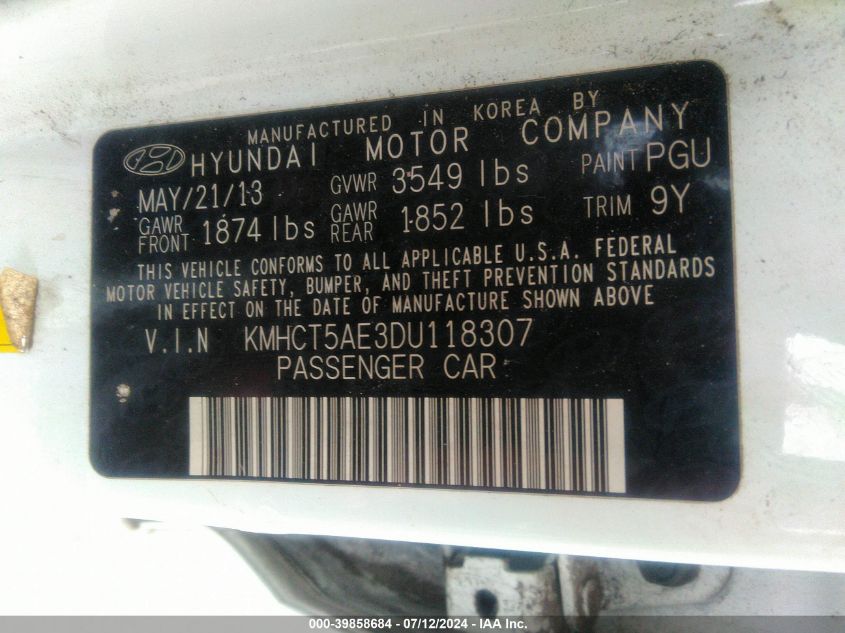 MANUFACTURED IN KOREA BY
HYUNDAI MOTOR COMPANY
MAY/21/13 GVWR 3549 lbs PAINT PGU
GAWR FRONT 1874 lbs GAWR REAR 1852 lbs TRIM 9Y
THIS VEHICLE CONFORMS TO ALL APPLICABLE U.S.A. FEDERAL
MOTOR VEHICLE SAFETY, BUMPER, AND THEFT PREVENTION STANDARDS
IN EFFECT ON THE DATE OF MANUFACTURE SHOWN ABOVE
V.I.N KMHCT5AE3DU118307
PASSENGER CAR
000-39858684 - 07/12/2024 - IAA Inc.